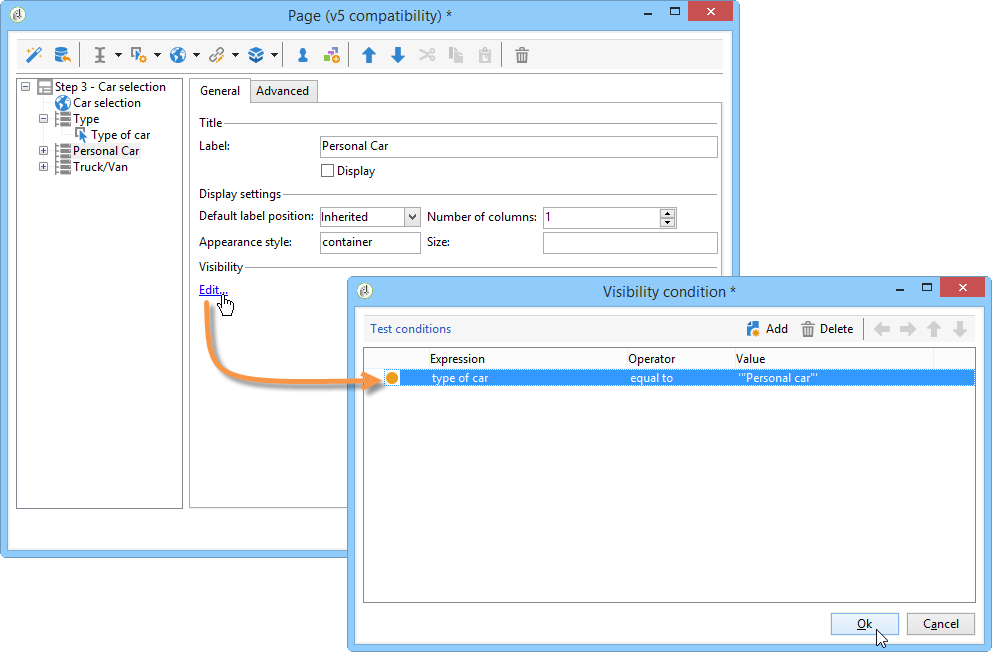 Page (v5 compatibility) *
Step 3 - Car selection
Car selection
Type
Type of car
Personal Car
Truck/Van
General Advanced
Title
Label: Personal Car
Display
Display settings
Default label position: Inherited Number of columns: 1
Appearance style: container Size:
Visibility
Edit...
Visibility condition *
Test conditions Add Delete
Expression Operator Value
type of car equal to '"Personal car"'
Ok Cancel